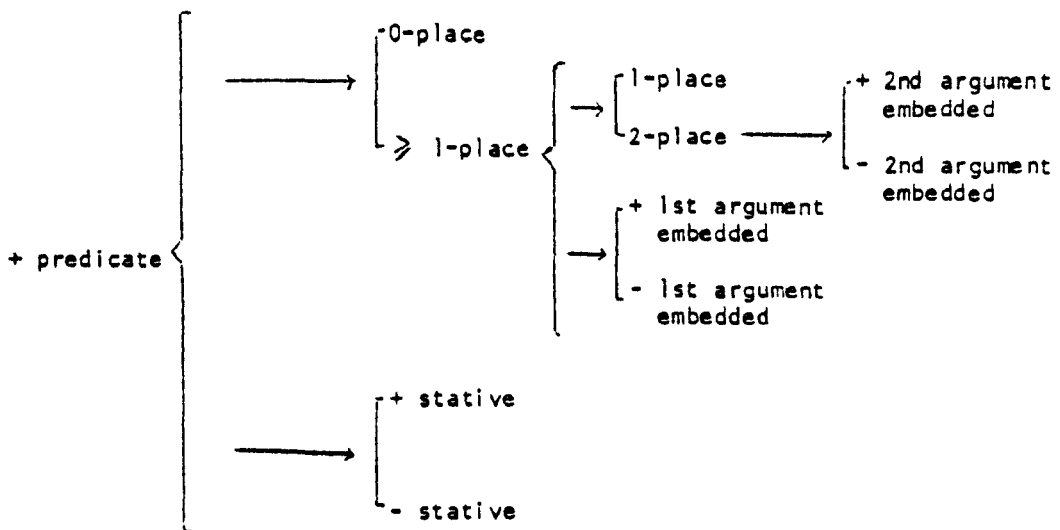 -0-place
≥ 1-place
1-place
2-place
+ 2nd argument
embedded
- 2nd argument
embedded
+ 1st argument
embedded
- 1st argument
embedded
+ predicate
+ stative
- stative